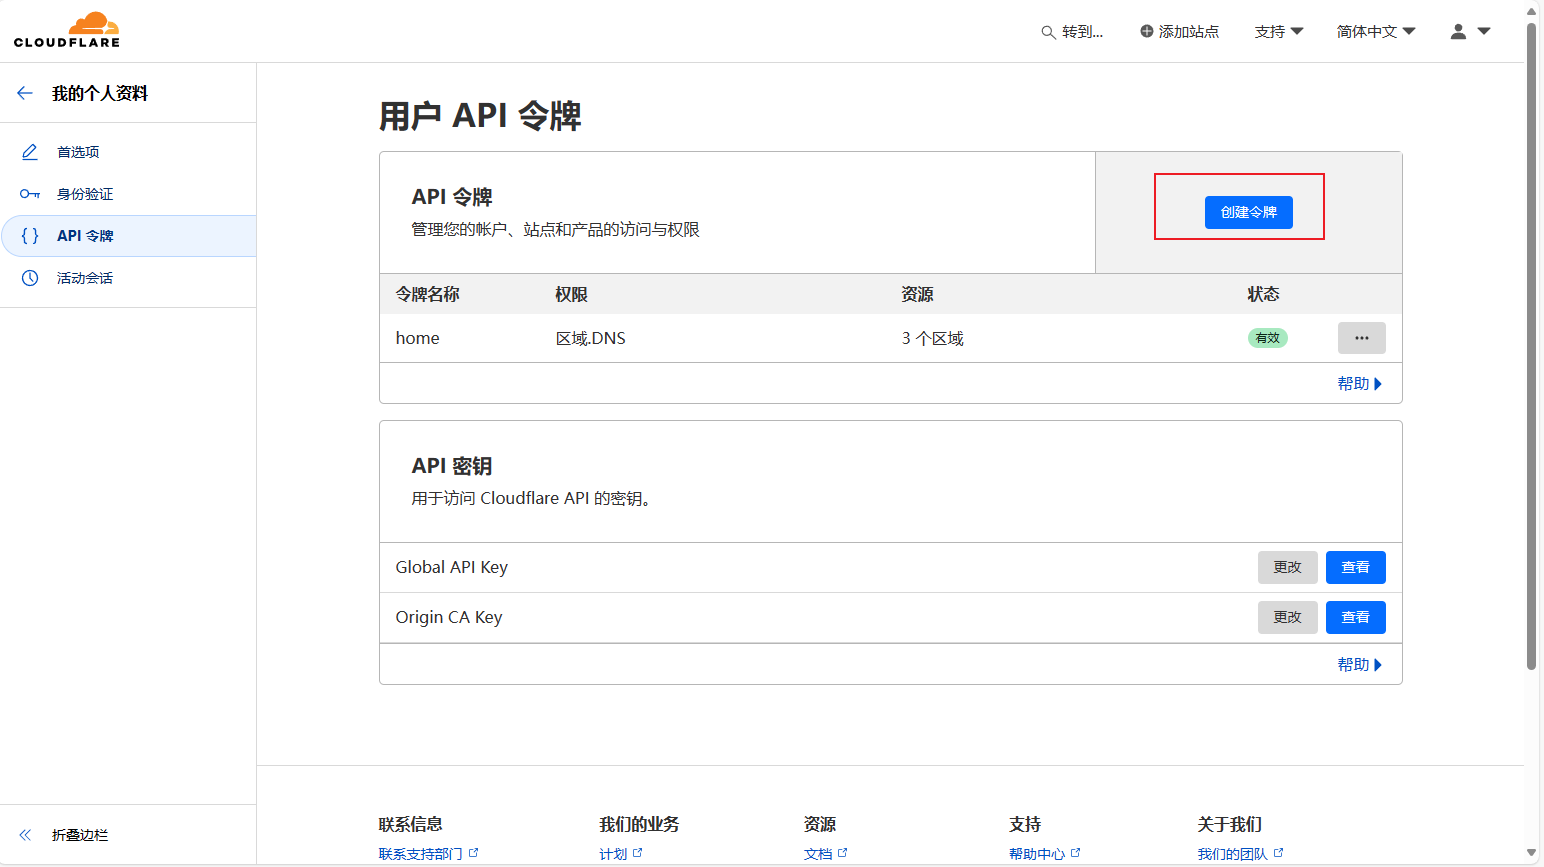 CLOUDFLARE
转到...
添加站点
支持
简体中文
我的个人资料
首选项
身份验证
API 令牌
活动会话
折叠边栏
用户 API 令牌
API 令牌
管理您的帐户、站点和产品的访问与权限
创建令牌
令牌名称 权限 资源 状态
home 区域.DNS 3 个区域 有效 ...
帮助
API 密钥
用于访问 Cloudflare API 的密钥。
Global API Key 更改 查看
Origin CA Key 更改 查看
帮助
联系信息 我们的业务 资源 支持 关于我们
联系支持部门 计划 文档 帮助中心 我们的团队